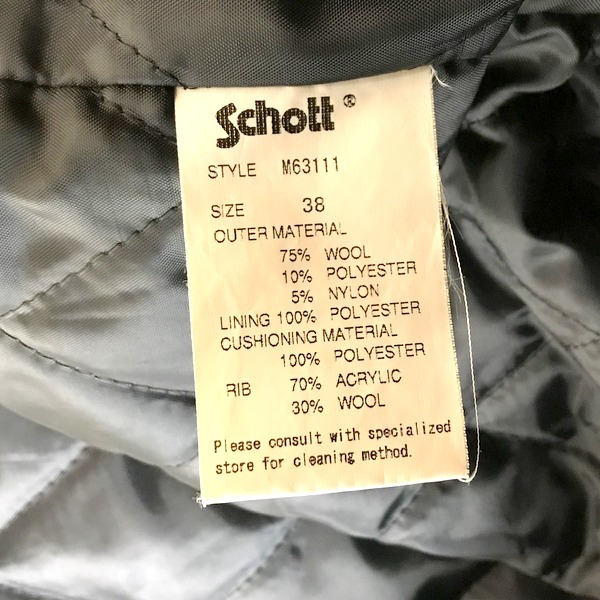 Schott®
STYLE M63111
SIZE 38
OUTER MATERIAL
75% WOOL
10% POLYESTER
5% NYLON
LINING 100% POLYESTER
CUSHIONING MATERIAL
100% POLYESTER
RIB 70% ACRYLIC
30% WOOL
Please consult with specialized
store for cleaning method.